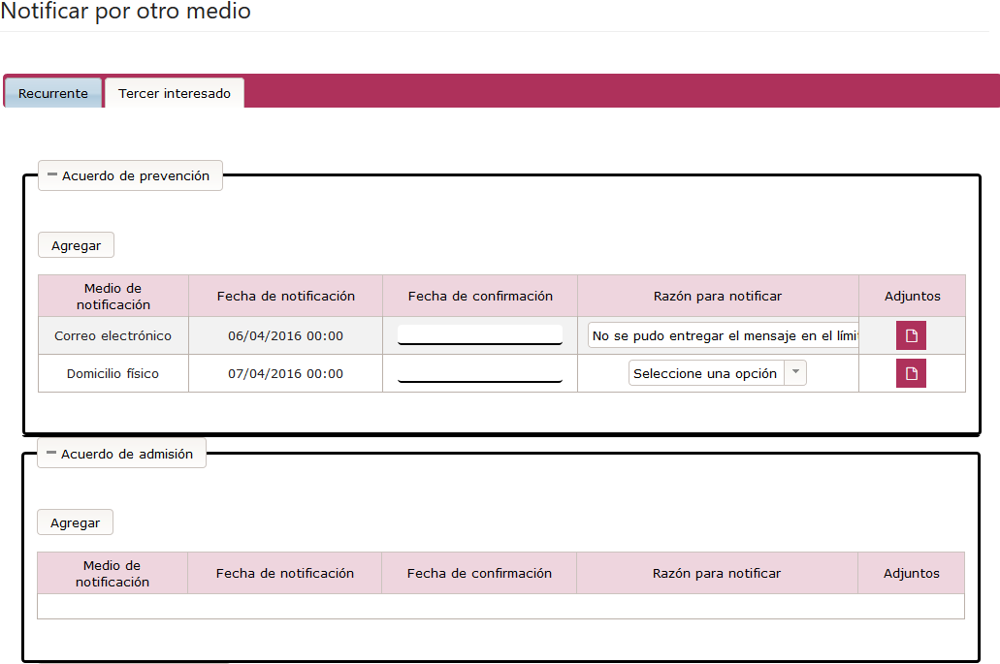 Notificar por otro medio
Recurrente
Tercer interesado
Acuerdo de prevención
Agregar
Medio de notificación Fecha de notificación Fecha de confirmación Razón para notificar Adjuntos
Correo electrónico 06/04/2016 00:00 No se pudo entregar el mensaje en el lími
Domicilio físico 07/04/2016 00:00 Seleccione una opción
Acuerdo de admisión
Agregar
Medio de notificación Fecha de notificación Fecha de confirmación Razón para notificar Adjuntos